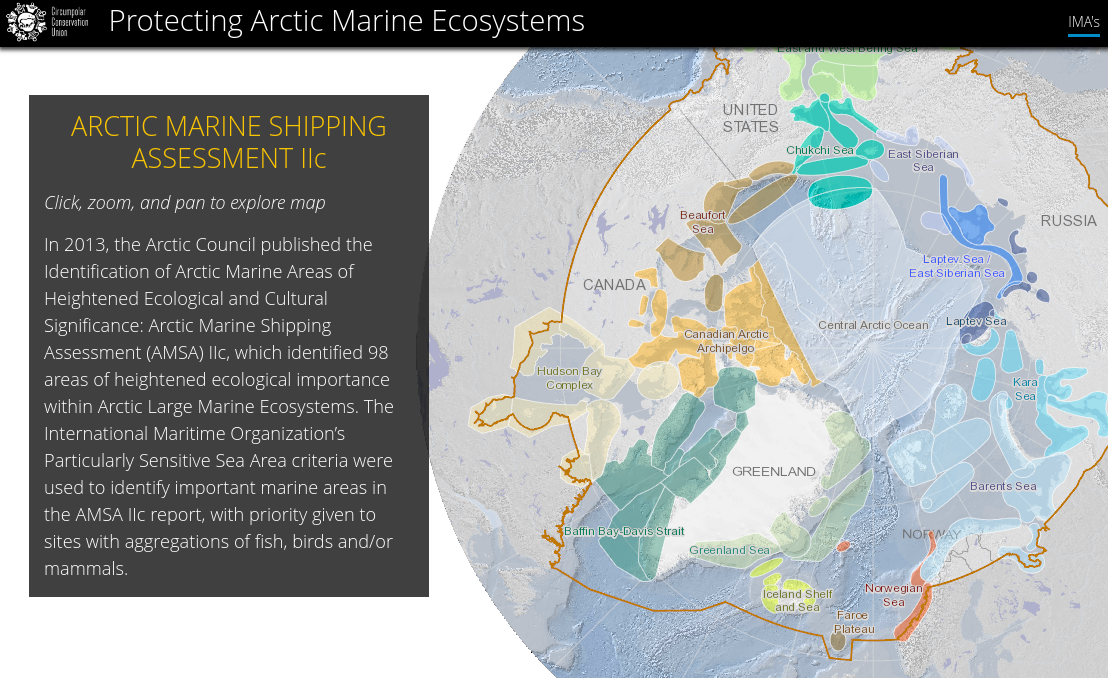 Circumpolar
Conservation
Union
Protecting Arctic Marine Ecosystems
IMA's
ARCTIC MARINE SHIPPING
ASSESSMENT IIc
Click, zoom, and pan to explore map
In 2013, the Arctic Council published the
Identification of Arctic Marine Areas of
Heightened Ecological and Cultural
Significance: Arctic Marine Shipping
Assessment (AMSA) IIc, which identified 98
areas of heightened ecological importance
within Arctic Large Marine Ecosystems. The
International Maritime Organization’s
Particularly Sensitive Sea Area criteria were
used to identify important marine areas in
the AMSA IIc report, with priority given to
sites with aggregations of fish, birds and/or
mammals.
East and West Bering Sea
UNITED
STATES
Chukchi Sea
East Siberian
Sea
Beaufort
Sea
RUSSIA
Laptev Sea /
East Siberian Sea
CANADA
Central Arctic Ocean
Laptev Sea
Canadian Arctic
Archipelgo
Hudson Bay
Complex
Kara
Sea
GREENLAND
Barents Sea
Baffin Bay-Davis Strait
NORWAY
Greenland Sea
Iceland Shelf
and Sea
Norwegian
Sea
Faroe
Plateau